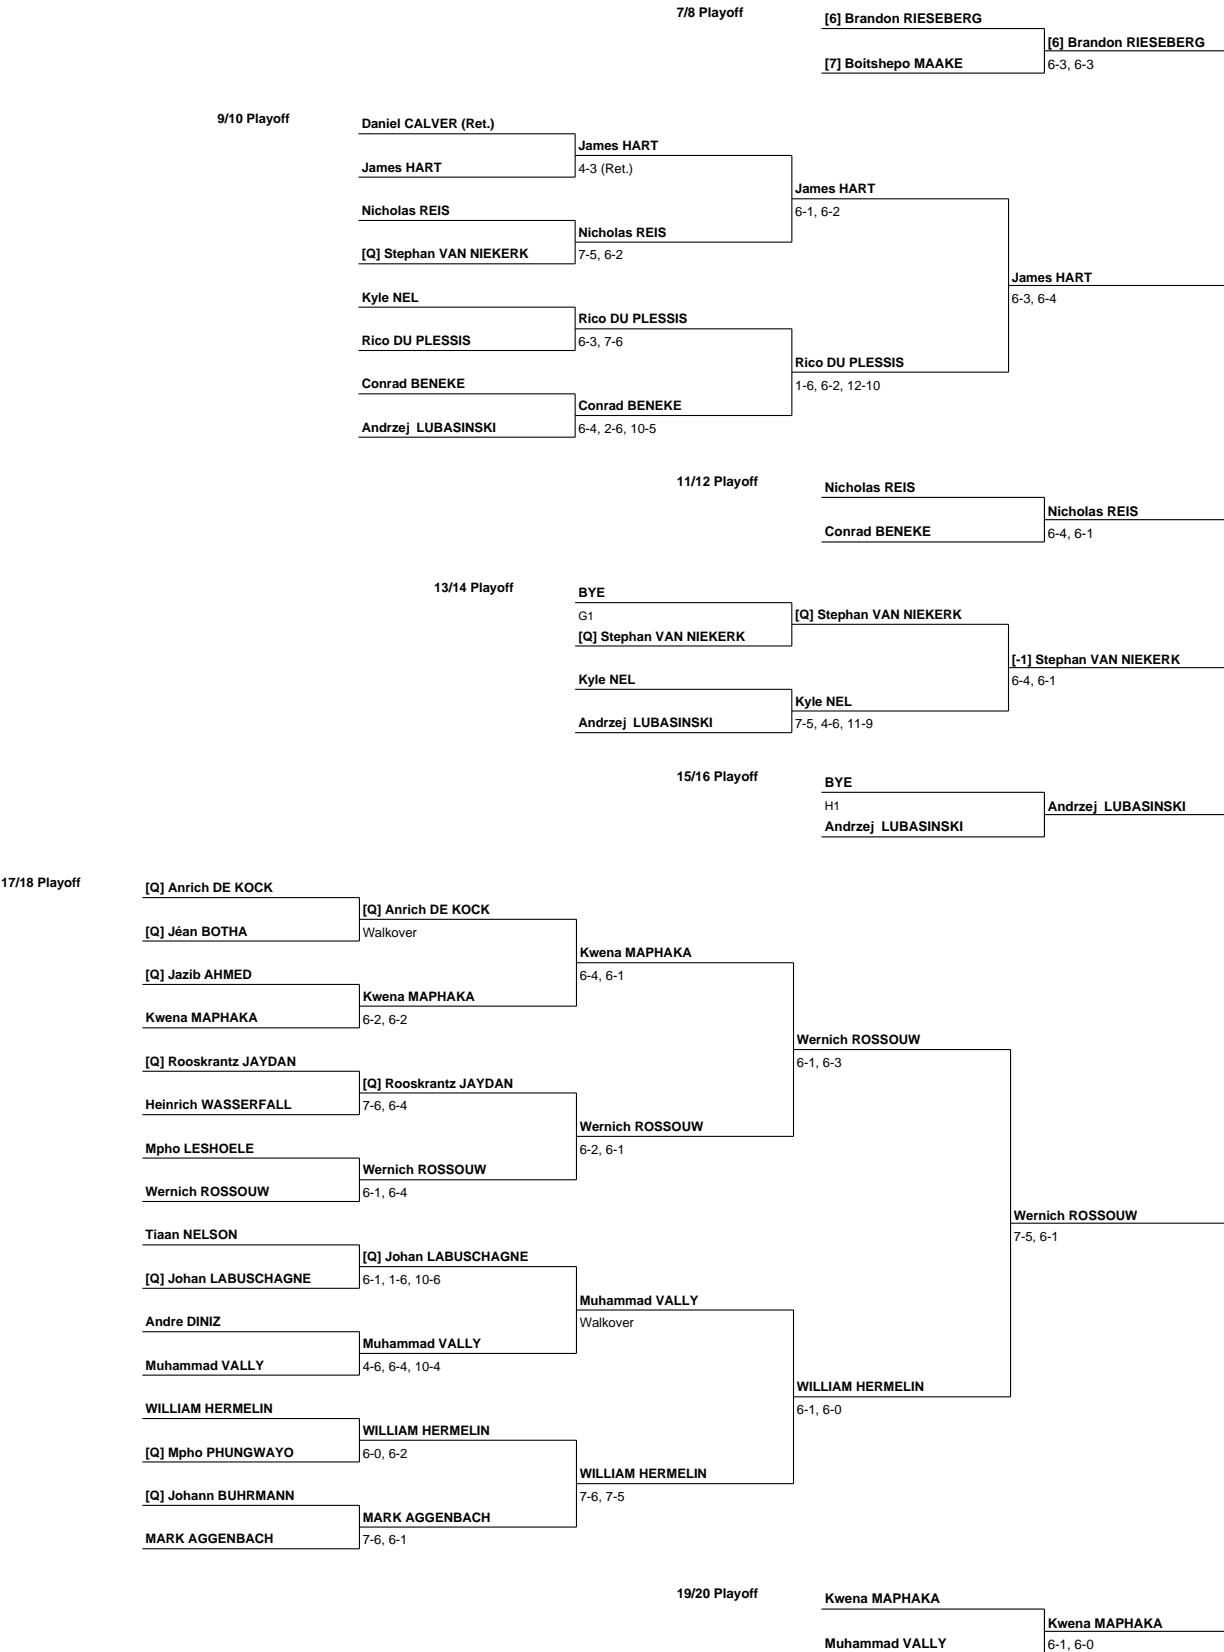 7/8 Playoff
[6] Brandon RIESEBERG
[6] Brandon RIESEBERG
[7] Boitshepo MAAKE
6-3, 6-3
9/10 Playoff
Daniel CALVER (Ret.)
James HART
James HART
4-3 (Ret.)
James HART
Nicholas REIS
6-1, 6-2
Nicholas REIS
[Q] Stephan VAN NIEKERK
7-5, 6-2
James HART
Kyle NEL
6-3, 6-4
Rico DU PLESSIS
Rico DU PLESSIS
6-3, 7-6
Rico DU PLESSIS
Conrad BENEKE
1-6, 6-2, 12-10
Conrad BENEKE
Andrzej LUBASINSKI
6-4, 2-6, 10-5
11/12 Playoff
Nicholas REIS
Nicholas REIS
Conrad BENEKE
6-4, 6-1
13/14 Playoff
BYE
G1
[Q] Stephan VAN NIEKERK
[Q] Stephan VAN NIEKERK
[-1] Stephan VAN NIEKERK
Kyle NEL
6-4, 6-1
Kyle NEL
Andrzej LUBASINSKI
7-5, 4-6, 11-9
15/16 Playoff
BYE
H1
Andrzej LUBASINSKI
Andrzej LUBASINSKI
17/18 Playoff
[Q] Anrich DE KOCK
[Q] Anrich DE KOCK
[Q] Jéan BOTHA
Walkover
Kwena MAPHAKA
[Q] Jazib AHMED
6-4, 6-1
Kwena MAPHAKA
Kwena MAPHAKA
6-2, 6-2
Wernich ROSSOUW
[Q] Rooskrantz JAYDAN
6-1, 6-3
[Q] Rooskrantz JAYDAN
Heinrich WASSERFALL
7-6, 6-4
Wernich ROSSOUW
Mpho LESHOELE
6-2, 6-1
Wernich ROSSOUW
Wernich ROSSOUW
6-1, 6-4
Wernich ROSSOUW
Tiaan NELSON
7-5, 6-1
[Q] Johan LABUSCHAGNE
[Q] Johan LABUSCHAGNE
6-1, 1-6, 10-6
Muhammad VALLY
Andre DINIZ
Walkover
Muhammad VALLY
Muhammad VALLY
4-6, 6-4, 10-4
WILLIAM HERMELIN
WILLIAM HERMELIN
6-1, 6-0
WILLIAM HERMELIN
[Q] Mpho PHUNGWAYO
6-0, 6-2
WILLIAM HERMELIN
[Q] Johann BUHRMANN
7-6, 7-5
MARK AGGENBACH
MARK AGGENBACH
7-6, 6-1
19/20 Playoff
Kwena MAPHAKA
Kwena MAPHAKA
Muhammad VALLY
6-1, 6-0